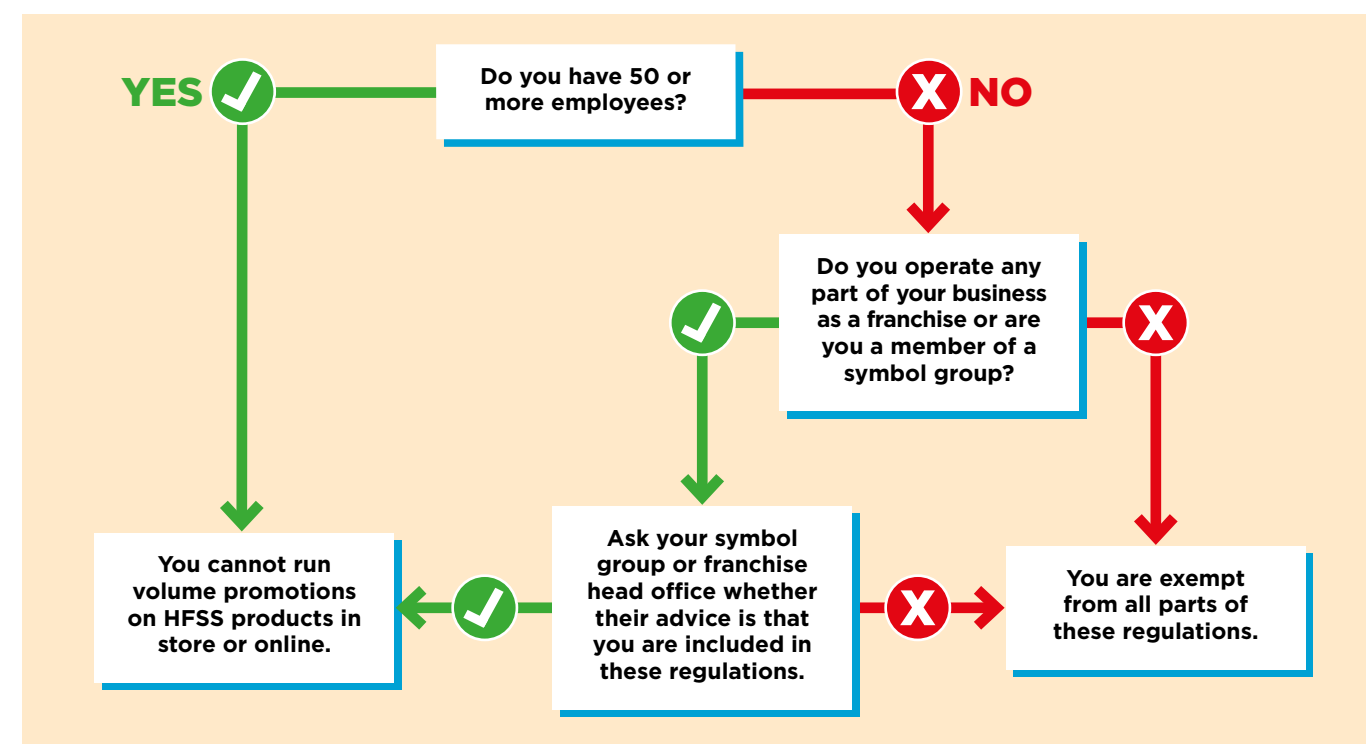 YES
Do you have 50 or
more employees?
NO
Do you operate any
part of your business
as a franchise or are
you a member of a
symbol group?
You cannot run
volume promotions
on HFSS products in
store or online.
Ask your symbol
group or franchise
head office whether
their advice is that
you are included in
these regulations.
You are exempt
from all parts of
these regulations.